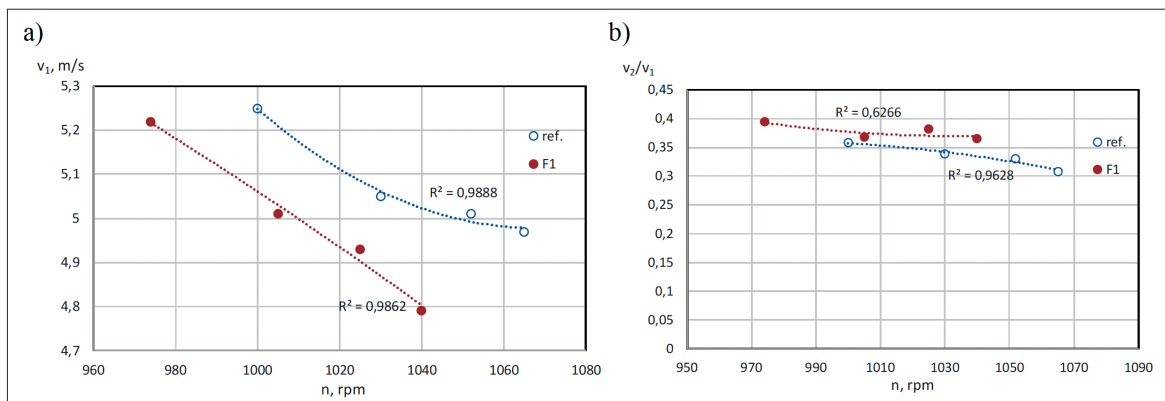 a)
v₁, m/s
5,3
5,2
5,1
5
4,9
4,8
4,7
960 980 1000 1020 1040 1060 1080
n, rpm
ref.
F1
R² = 0,9888
R² = 0,9862
b)
v₂/v₁
0,45
0,4
0,35
0,3
0,25
0,2
0,15
0,1
0,05
0
950 970 990 1010 1030 1050 1070 1090
n, rpm
R² = 0,6266
R² = 0,9628
ref.
F1